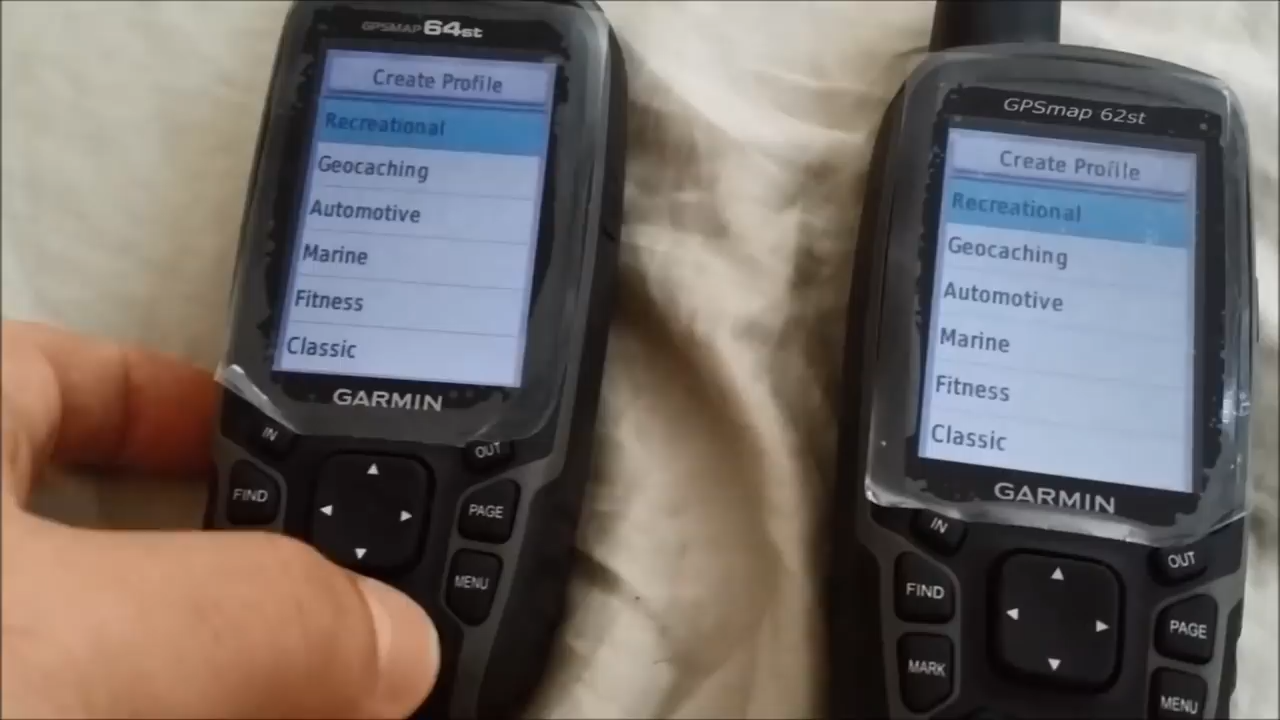 GPSMAP 64st
Create Profile
Recreational
Geocaching
Automotive
Marine
Fitness
Classic
GARMIN
IN
OUT
FIND
PAGE
MENU
GPSmap 62st
Create Profile
Recreational
Geocaching
Automotive
Marine
Fitness
Classic
GARMIN
IN
OUT
FIND
PAGE
MARK
MENU